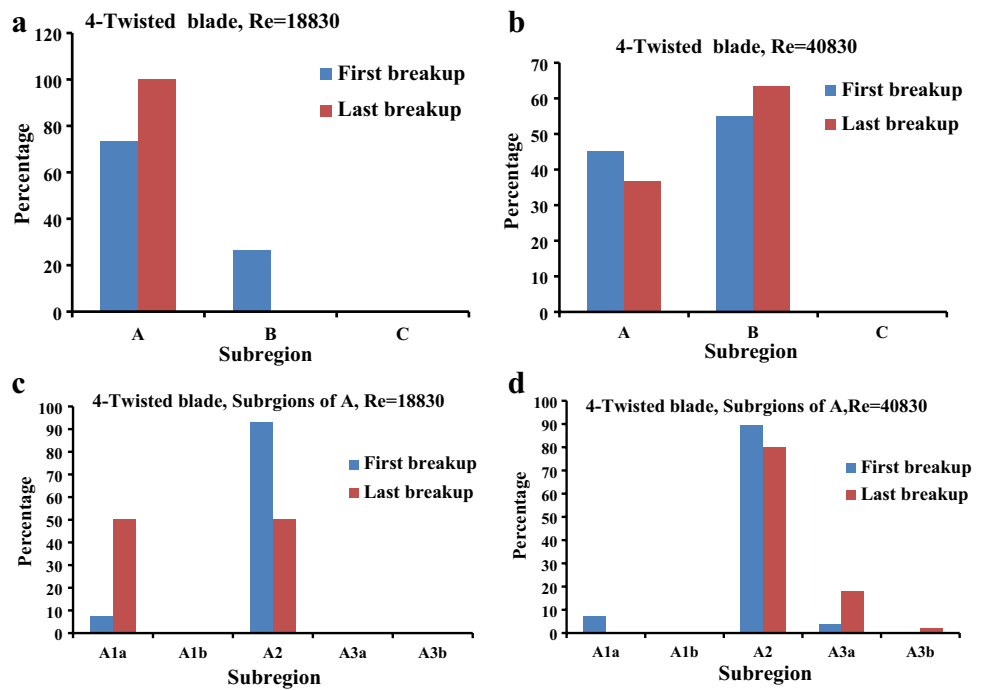 a
4-Twisted blade, Re=18830
120
100
80
60
40
20
0
Percentage
First breakup
Last breakup
A B C
Subregion
b
4-Twisted blade, Re=40830
70
60
50
40
30
20
10
0
Percentage
First breakup
Last breakup
A B C
Subregion
c
4-Twisted blade, Subrgions of A, Re=18830
100
90
80
70
60
50
40
30
20
10
0
Percentage
First breakup
Last breakup
A1a A1b A2 A3a A3b
Subregion
d
4-Twisted blade, Subrgions of A,Re=40830
100
90
80
70
60
50
40
30
20
10
0
Percentage
First breakup
Last breakup
A1a A1b A2 A3a A3b
Subregion